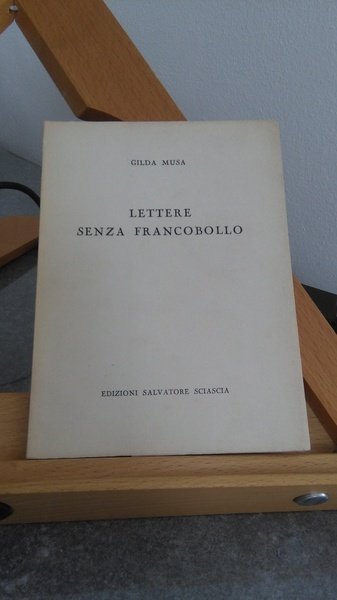 GILDA MUSA
LETTERE
SENZA FRANCOBOLLO
EDIZIONI SALVATORE SCIASCIA